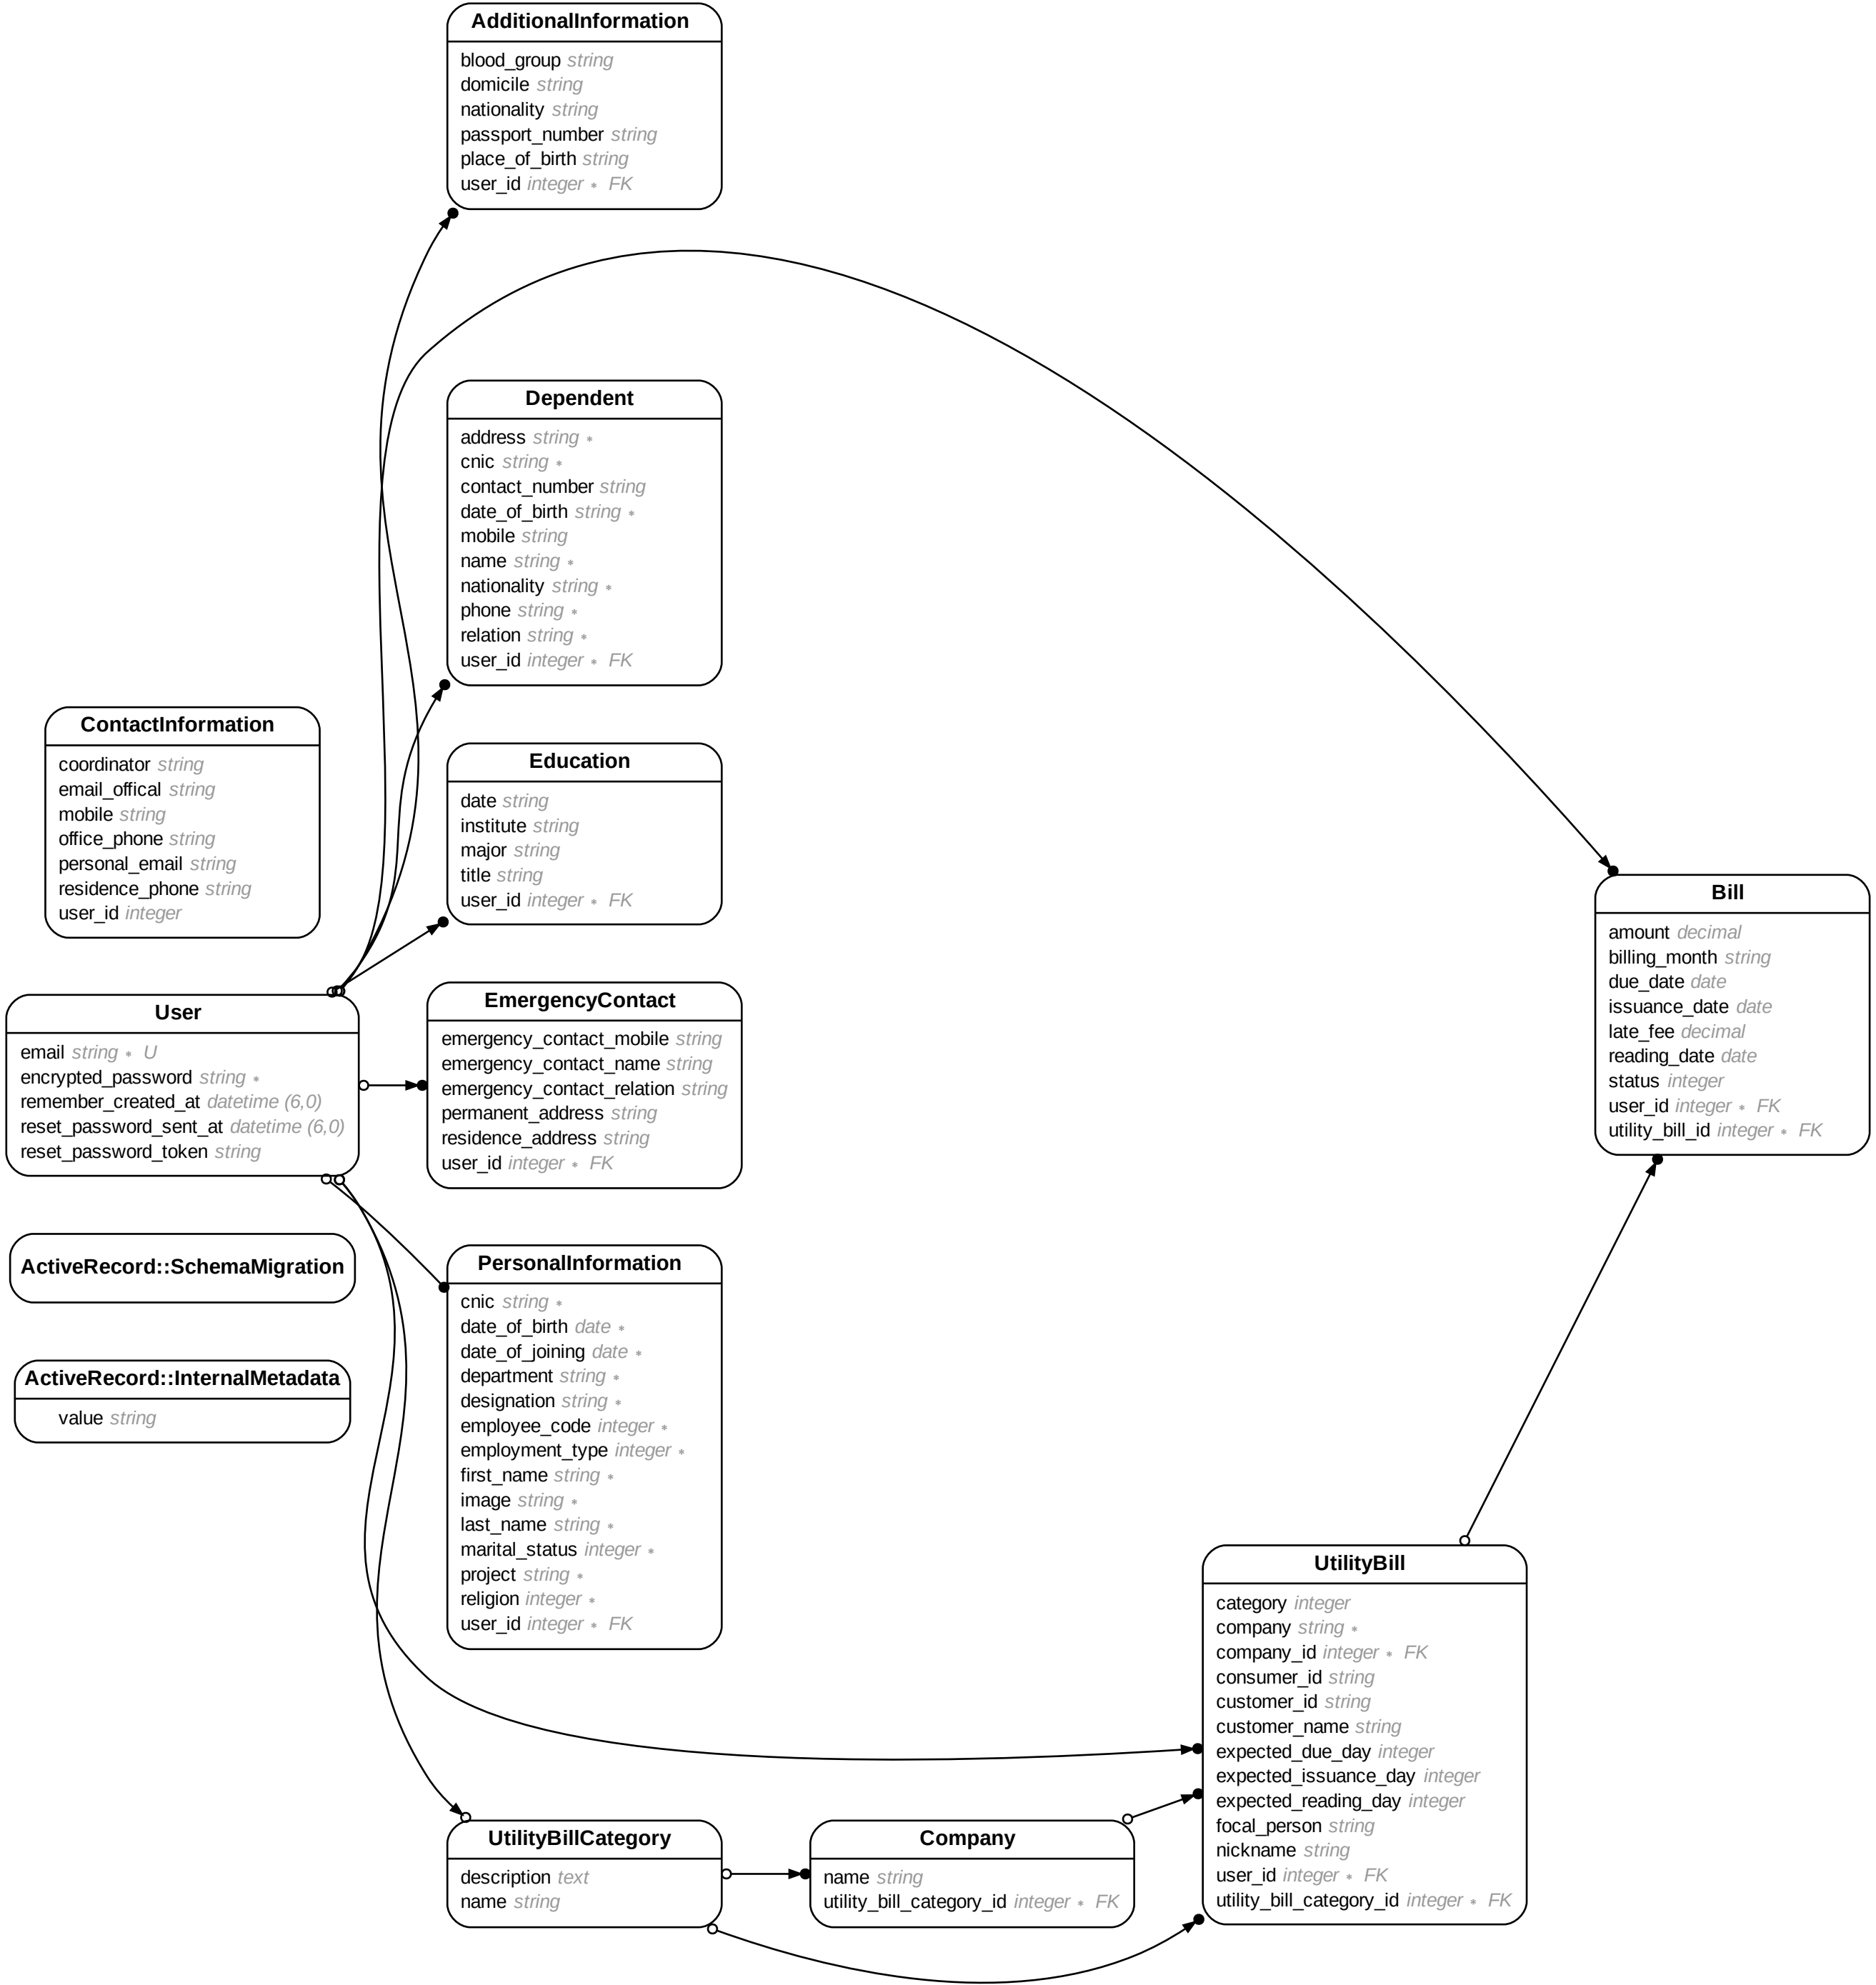 AdditionalInformation
blood_group string
domicile string
nationality string
passport_number string
place_of_birth string
user_id integer * FK
Dependent
address string *
cnic string *
contact_number string
date_of_birth string *
mobile string
name string *
nationality string *
phone string *
relation string *
user_id integer * FK
ContactInformation
coordinator string
email_offical string
mobile string
office_phone string
personal_email string
residence_phone string
user_id integer
Education
date string
institute string
major string
title string
user_id integer * FK
Bill
amount decimal
billing_month string
due_date date
issuance_date date
late_fee decimal
reading_date date
status integer
user_id integer * FK
utility_bill_id integer * FK
User
email string * U
encrypted_password string *
remember_created_at datetime (6,0)
reset_password_sent_at datetime (6,0)
reset_password_token string
EmergencyContact
emergency_contact_mobile string
emergency_contact_name string
emergency_contact_relation string
permanent_address string
residence_address string
user_id integer * FK
ActiveRecord::SchemaMigration
ActiveRecord::InternalMetadata
value string
PersonalInformation
cnic string *
date_of_birth date *
date_of_joining date *
department string *
designation string *
employee_code integer *
employment_type integer *
first_name string *
image string *
last_name string *
marital_status integer *
project string *
religion integer *
user_id integer * FK
UtilityBill
category integer
company string *
company_id integer * FK
consumer_id string
customer_id string
customer_name string
expected_due_day integer
expected_issuance_day integer
expected_reading_day integer
focal_person string
nickname string
user_id integer * FK
utility_bill_category_id integer * FK
UtilityBillCategory
description text
name string
Company
name string
utility_bill_category_id integer * FK